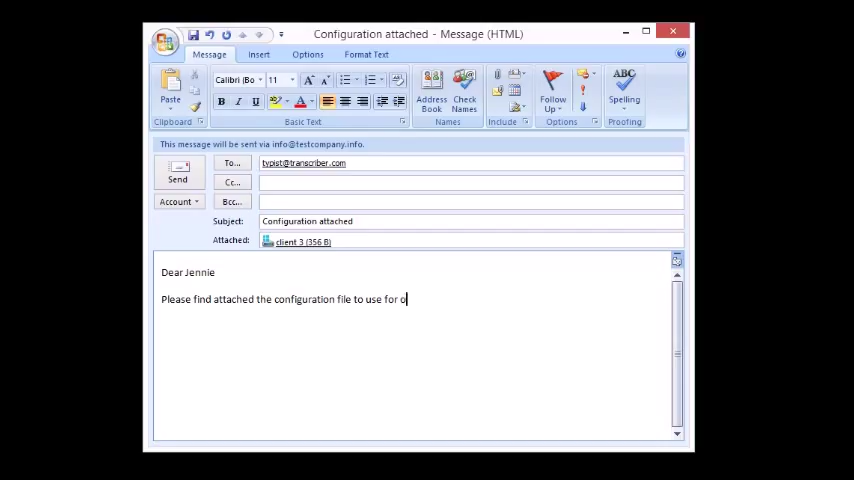 Configuration attached - Message (HTML)
Message Insert Options Format Text
Calibri (Bo 11
B I U
Paste
Address Book
Check Names
Follow Up
ABC
Spelling
Clipboard Basic Text Names Include Options Proofing
This message will be sent via info@testcompany.info.
Send
To... typist@transcriber.com
Cc...
Account Bcc...
Subject: Configuration attached
Attached: client 3 (356 B)
Dear Jennie
Please find attached the configuration file to use for o